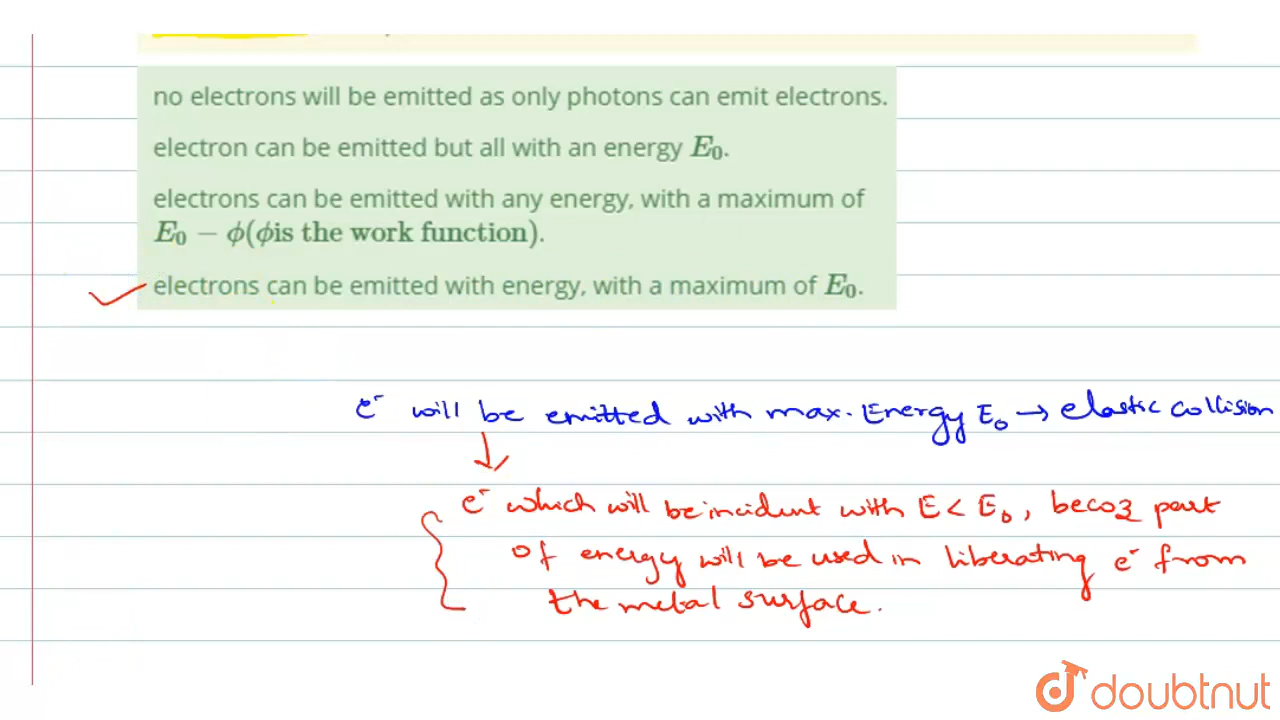 no electrons will be emitted as only photons can emit electrons.
electron can be emitted but all with an energy E₀.
electrons can be emitted with any energy, with a maximum of
E₀ − ϕ(ϕis the work function).
electrons can be emitted with energy, with a maximum of E₀.
e⁻ will be emitted with max. Energy E₀ → elastic collision
e⁻ which will be incident with E < E₀, becoz part
of energy will be used in liberating e⁻ from
the metal surface.
doubtnut